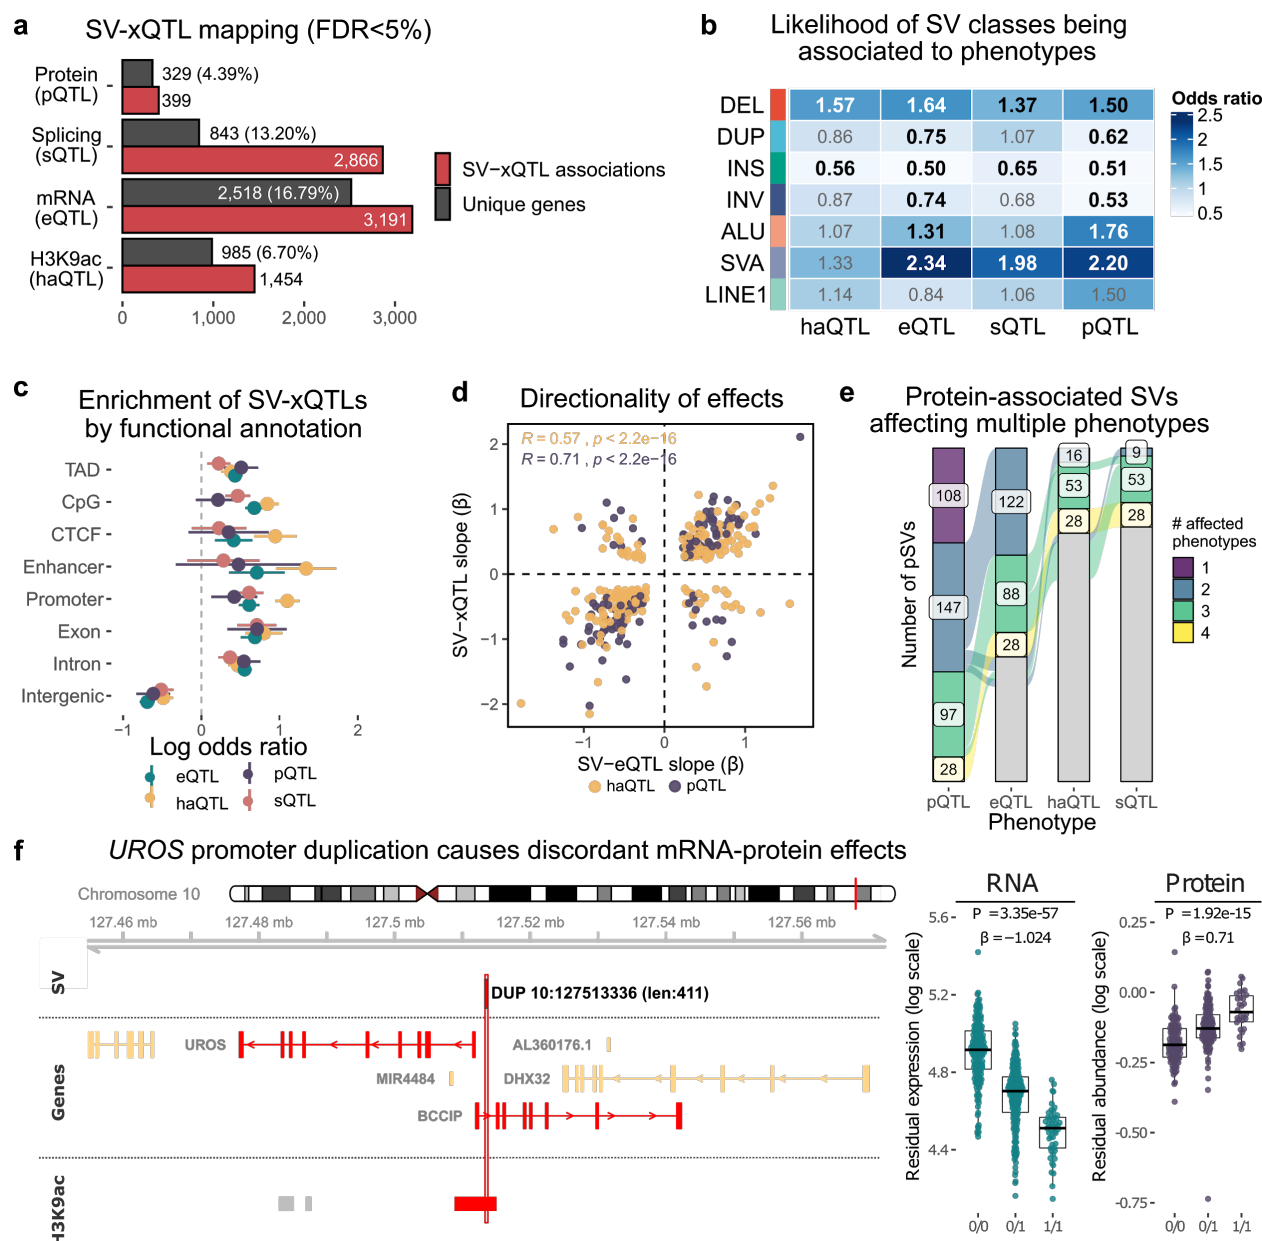 a
SV-xQTL mapping (FDR<5%)
Protein
(pQTL)
329 (4.39%)
399
Splicing
(sQTL)
843 (13.20%)
2,866
mRNA
(eQTL)
2,518 (16.79%)
3,191
H3K9ac
(haQTL)
985 (6.70%)
1,454
0 1,000 2,000 3,000
SV−xQTL associations
Unique genes
b
Likelihood of SV classes being
associated to phenotypes
DEL 1.57 1.64 1.37 1.50
DUP 0.86 0.75 1.07 0.62
INS 0.56 0.50 0.65 0.51
INV 0.87 0.74 0.68 0.53
ALU 1.07 1.31 1.08 1.76
SVA 1.33 2.34 1.98 2.20
LINE1 1.14 0.84 1.06 1.50
haQTL eQTL sQTL pQTL
Odds ratio
2.5
2
1.5
1
0.5
c
Enrichment of SV-xQTLs
by functional annotation
TAD
CpG
CTCF
Enhancer
Promoter
Exon
Intron
Intergenic
−1 0 1 2
Log odds ratio
eQTL pQTL
haQTL sQTL
d
Directionality of effects
R = 0.57 , p < 2.2e−16
R = 0.71 , p < 2.2e−16
SV−xQTL slope (β)
2
1
0
−1
−2
−1 0 1
SV−eQTL slope (β)
haQTL pQTL
e
Protein-associated SVs
affecting multiple phenotypes
Number of pSVs
108
147
97
28
122
88
28
16
53
28
9
53
28
pQTL eQTL haQTL sQTL
Phenotype
# affected
phenotypes
1
2
3
4
f
UROS promoter duplication causes discordant mRNA-protein effects
Chromosome 10
127.46 mb 127.48 mb 127.5 mb 127.52 mb 127.54 mb 127.56 mb
SV
DUP 10:127513336 (len:411)
Genes
UROS
AL360176.1
MIR4484
DHX32
BCCIP
H3K9ac
RNA
P =3.35e-57
β =−1.024
Residual expression (log scale)
5.6
5.2
4.8
4.4
0/0 0/1 1/1
Protein
P =1.92e-15
β =0.71
Residual abundance (log scale)
0.25
0.00
-0.25
-0.50
-0.75
0/0 0/1 1/1